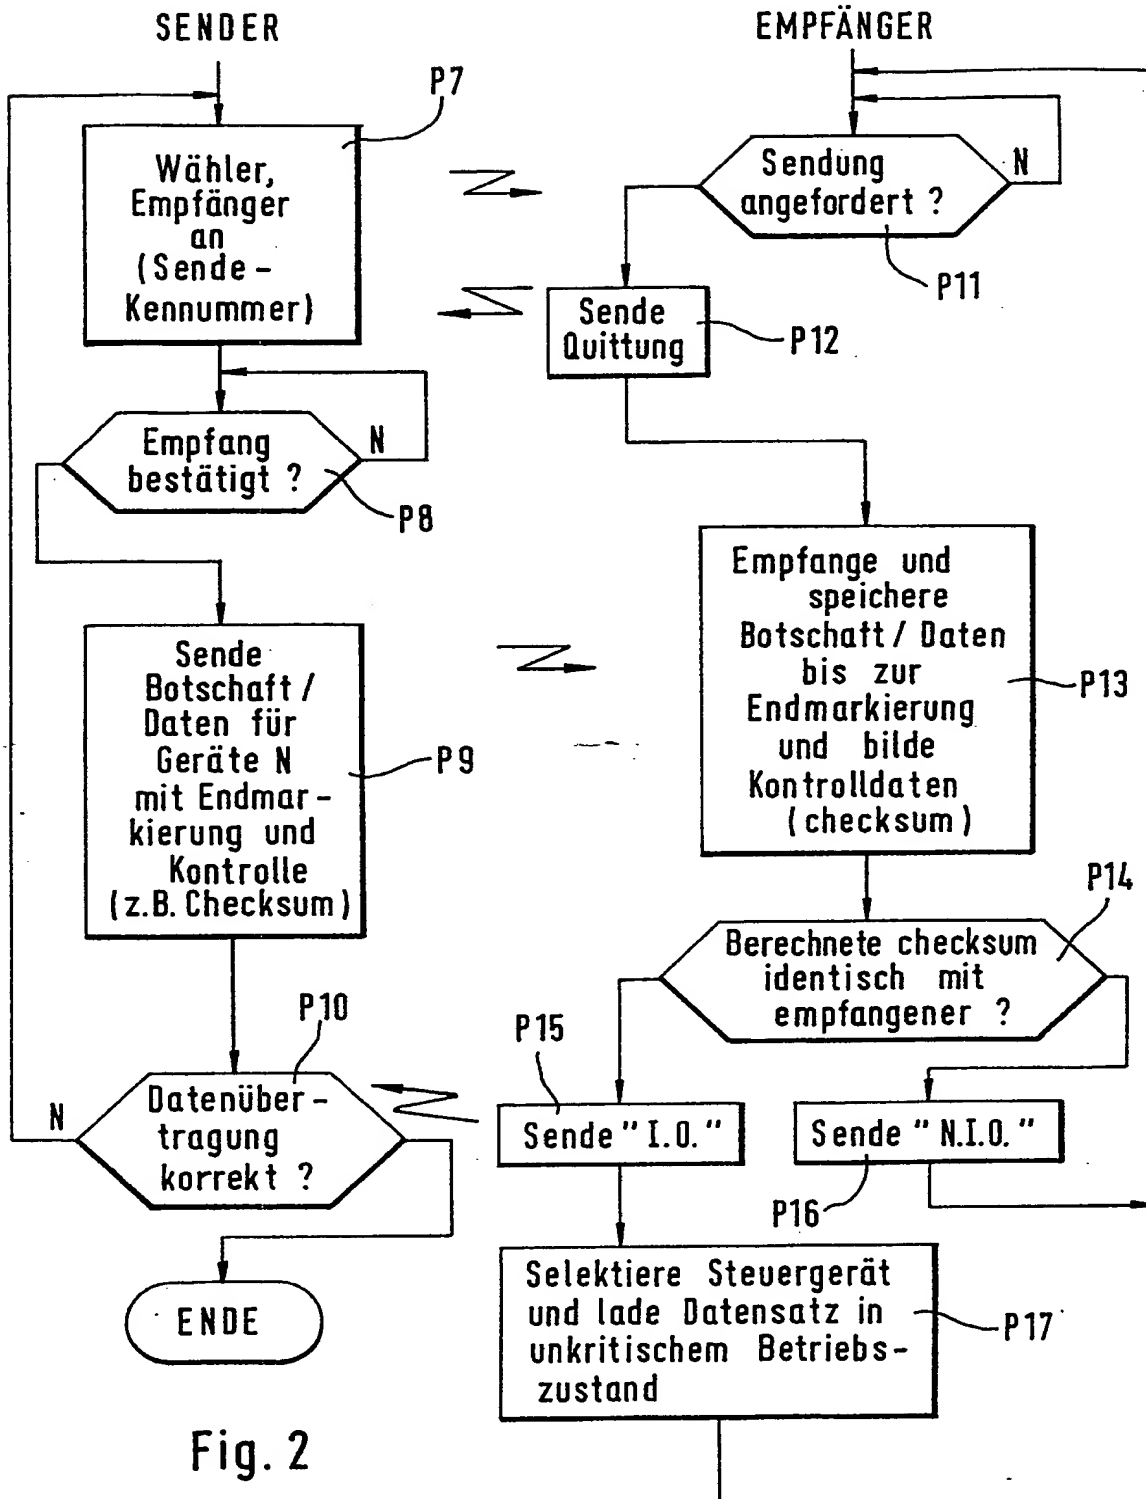 SENDER
P7
Wähler,
Empfänger
an
(Sende-
Kennummer)
Empfang
bestätigt ?
N
P8
Sende
Botschaft/
Daten für
Geräte N
mit Endmar-
kierung und
Kontrolle
(z.B. Checksum)
P9
P10
Datenüber-
tragung
korrekt ?
N
ENDE
EMPFÄNGER
Sendung
angefordert ?
N
P11
Sende
Quittung
P12
Empfange und
speichere
Botschaft/ Daten
bis zur
Endmarkierung
und bilde
Kontrolldaten
(checksum)
P13
P14
Berechnete checksum
identisch mit
empfangener ?
P15
Sende "I.O."
Sende "N.I.O."
P16
Selektiere Steuergerät
und lade Datensatz in
unkritischem Betriebs-
zustand
P17
Fig. 2